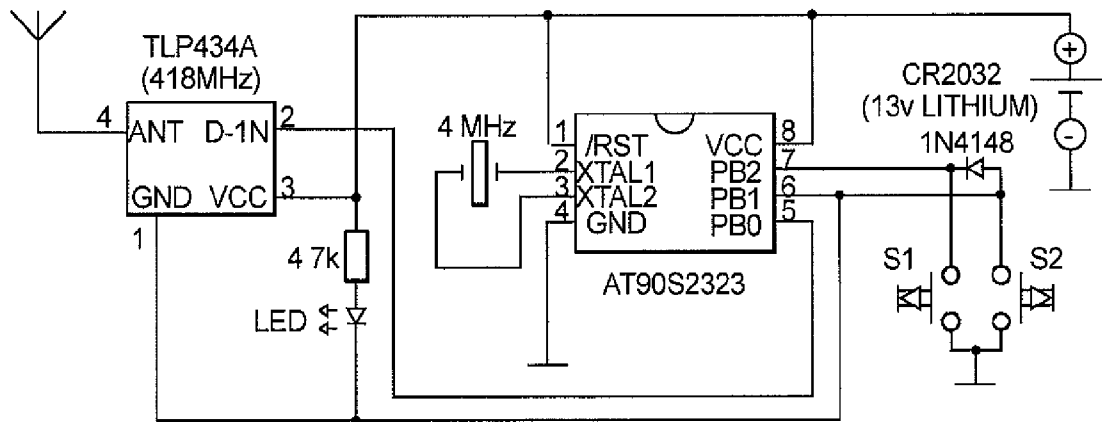 TLP434A
(418MHz)
4 ANT D-1N 2
GND VCC 3
1
4 7k
LED
4 MHz
1 /RST VCC 8
2 XTAL1 PB2 7
3 XTAL2 PB1 6
4 GND PB0 5
AT90S2323
CR2032
(13v LITHIUM)
1N4148
+
-
S1 S2